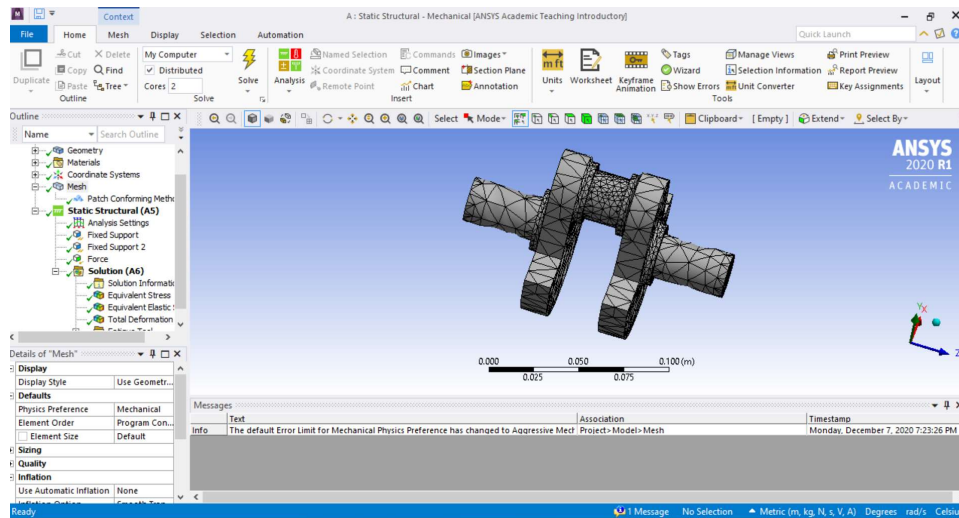 A : Static Structural - Mechanical [ANSYS Academic Teaching Introductory]
Context
File Home Mesh Display Selection Automation Quick Launch
Duplicate Cut Copy Paste Delete Find Tree
Outline
My Computer Distributed Cores 2 Solve
Solve
Analysis Named Selection Coordinate System Remote Point Commands Comment Chart Images Section Plane Annotation
Insert
Units Worksheet Keyframe Animation Tags Wizard Show Errors Manage Views Selection Information Unit Converter Print Preview Report Preview Key Assignments
Tools
Layout
Outline
Name Search Outline
Select Mode Clipboard [ Empty ] Extend Select By
Geometry
Materials
Coordinate Systems
Mesh
Patch Conforming Meth
Static Structural (A5)
Analysis Settings
Fixed Support
Fixed Support 2
Force
Solution (A6)
Solution Informati
Equivalent Stress
Equivalent Elastic
Total Deformation
ANSYS
2020 R1
ACADEMIC
Y X
Z
0.000 0.050 0.100 (m)
0.025 0.075
Details of "Mesh"
Display
Display Style Use Geometr...
Defaults
Physics Preference Mechanical
Element Order Program Con...
Element Size Default
Sizing
Quality
Inflation
Use Automatic Inflation None
Messages
Text Association Timestamp
Info The default Error Limit for Mechanical Physics Preference has changed to Aggressive Mech Project>Model>Mesh Monday, December 7, 2020 7:23:26 PM
Ready 1 Message No Selection Metric (m, kg, N, s, V, A) Degrees rad/s Celsiu